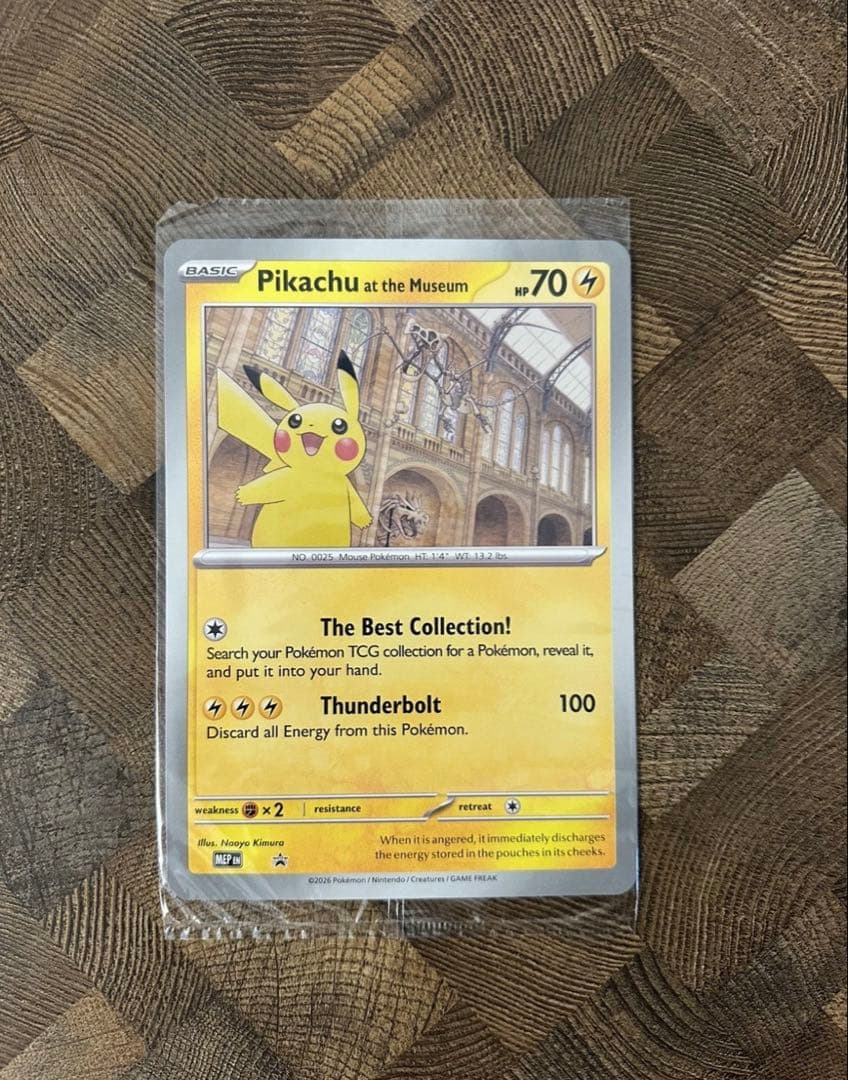 BASIC
Pikachu at the Museum HP 70
NO. 0025 Mouse Pokémon HT: 1'4" WT: 13.2 lbs.
The Best Collection!
Search your Pokémon TCG collection for a Pokémon, reveal it,
and put it into your hand.
Thunderbolt 100
Discard all Energy from this Pokémon.
weakness ×2 resistance retreat
Illus. Naoyo Kimura
When it is angered, it immediately discharges
the energy stored in the pouches in its cheeks.
MEP EN
©2026 Pokémon / Nintendo / Creatures / GAME FREAK